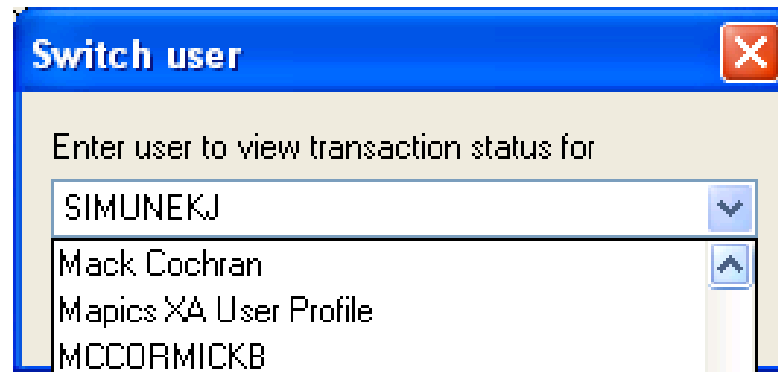 Switch user
Enter user to view transaction status for
SIMUNEKJ
Mack Cochran
Mapics XA User Profile
MCCORMICKB